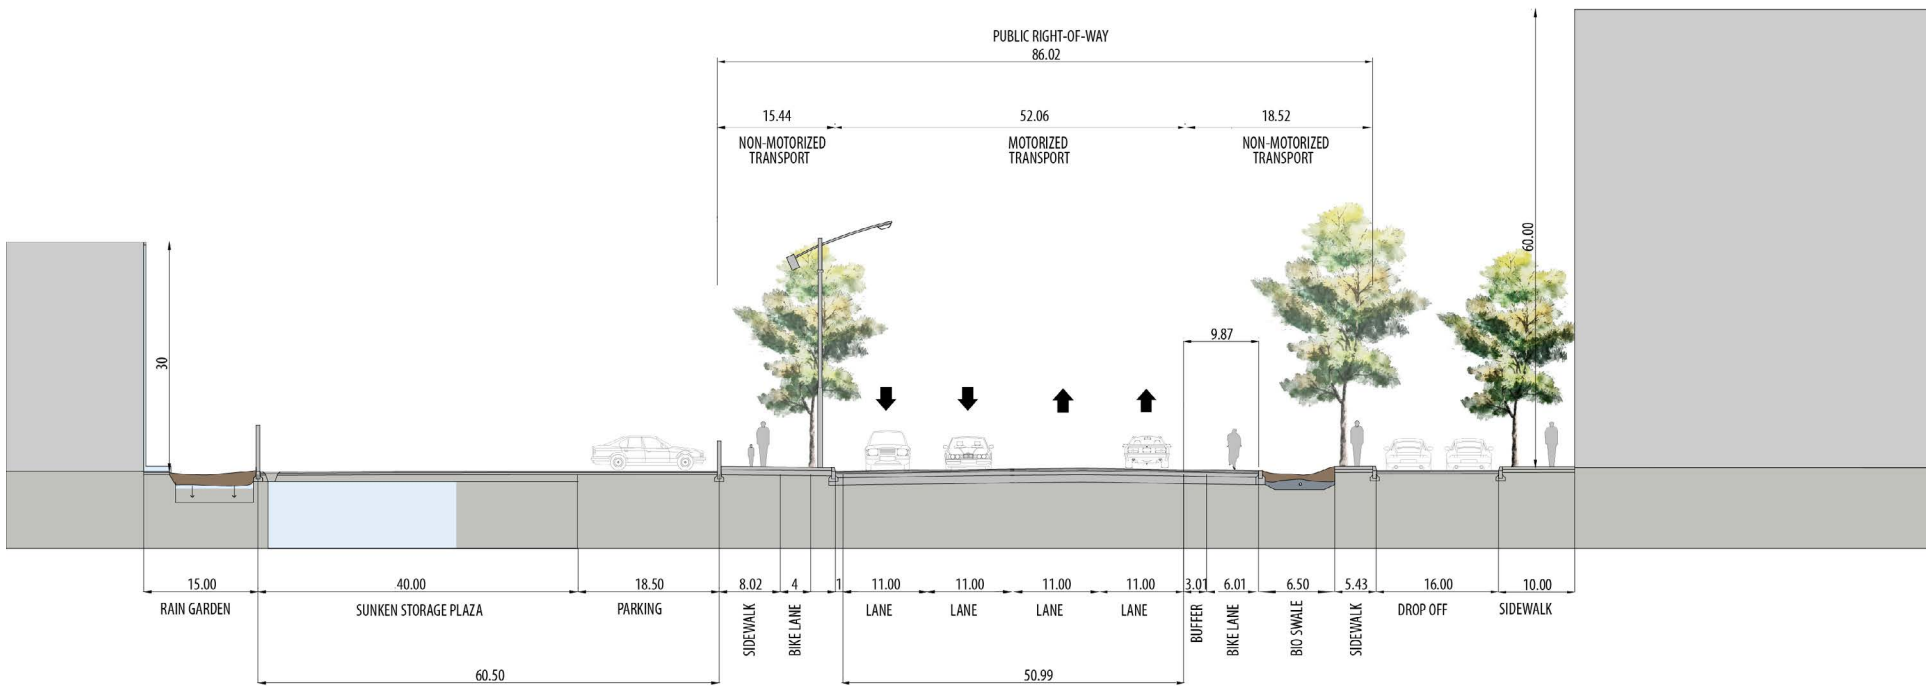 PUBLIC RIGHT-OF-WAY
86.02
15.44
52.06
18.52
NON-MOTORIZED
TRANSPORT
MOTORIZED
TRANSPORT
NON-MOTORIZED
TRANSPORT
60.00
30
9.87
15.00
40.00
18.50
8.02
4
1
11.00
11.00
11.00
11.00
3.01
6.01
6.50
5.43
16.00
10.00
RAIN GARDEN
SUNKEN STORAGE PLAZA
PARKING
SIDEWALK
BIKE LANE
LANE
LANE
LANE
LANE
BUFFER
BIKE LANE
BIO SWALE
SIDEWALK
DROP OFF
SIDEWALK
60.50
50.99